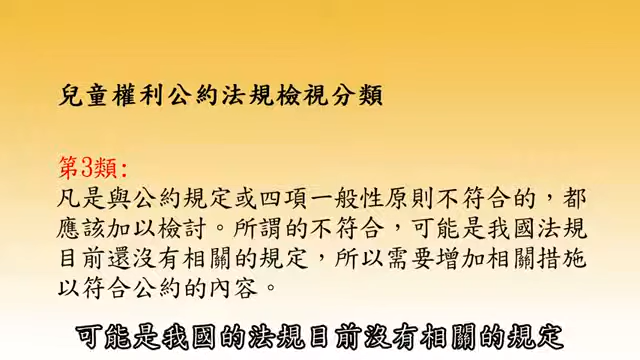 兒童權利公約法規檢視分類
第3類:
凡是與公約規定或四項一般性原則不符合的，都
應該加以檢討。所謂的不符合，可能是我國法規
目前還沒有相關的規定，所以需要增加相關措施
以符合公約的內容。
可能是我國的法規目前沒有相關的規定